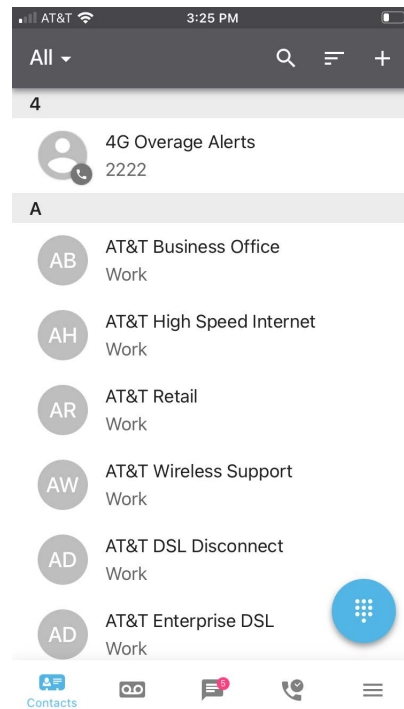 AT&T 3:25 PM
All
4
4G Overage Alerts
2222
A
AB
AT&T Business Office
Work
AH
AT&T High Speed Internet
Work
AR
AT&T Retail
Work
AW
AT&T Wireless Support
Work
AD
AT&T DSL Disconnect
Work
AD
AT&T Enterprise DSL
Work
5
Contacts